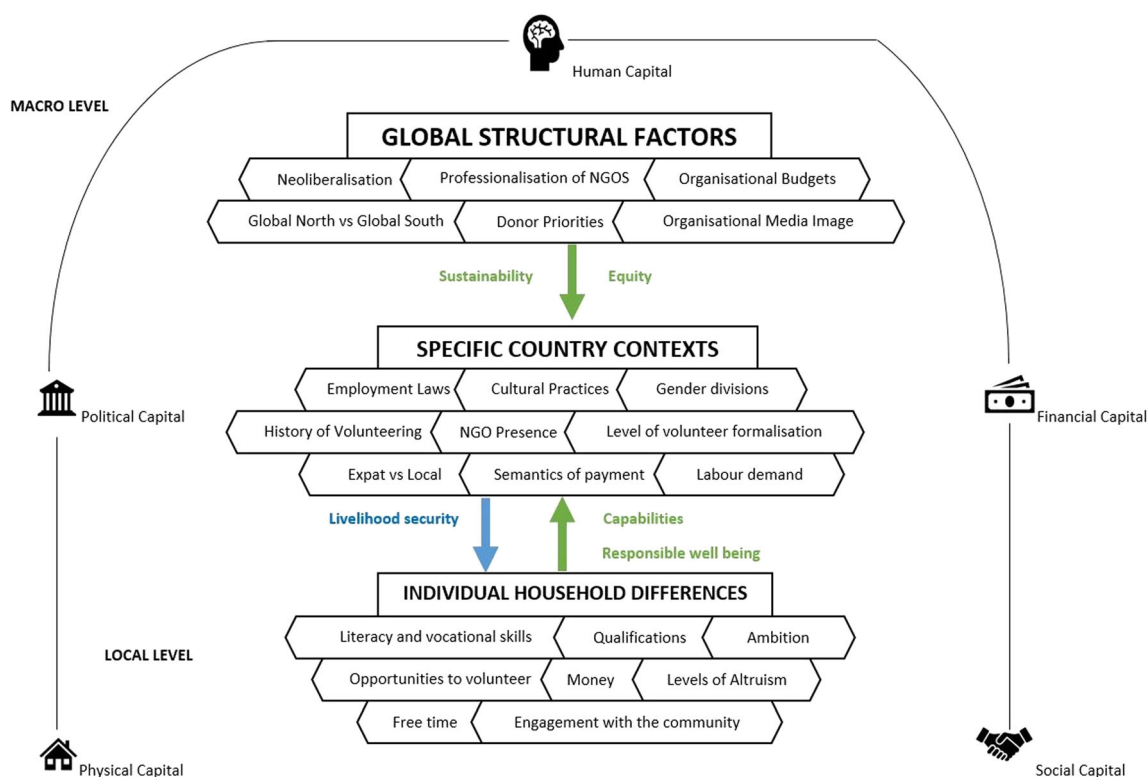 Human Capital
MACRO LEVEL
GLOBAL STRUCTURAL FACTORS
Neoliberalisation
Professionalisation of NGOS
Organisational Budgets
Global North vs Global South
Donor Priorities
Organisational Media Image
Sustainability
Equity
SPECIFIC COUNTRY CONTEXTS
Employment Laws
Cultural Practices
Gender divisions
Political Capital
Financial Capital
History of Volunteering
NGO Presence
Level of volunteer formalisation
Expat vs Local
Semantics of payment
Labour demand
Livelihood security
Capabilities
Responsible well being
INDIVIDUAL HOUSEHOLD DIFFERENCES
Literacy and vocational skills
Qualifications
Ambition
LOCAL LEVEL
Opportunities to volunteer
Money
Levels of Altruism
Free time
Engagement with the community
Physical Capital
Social Capital